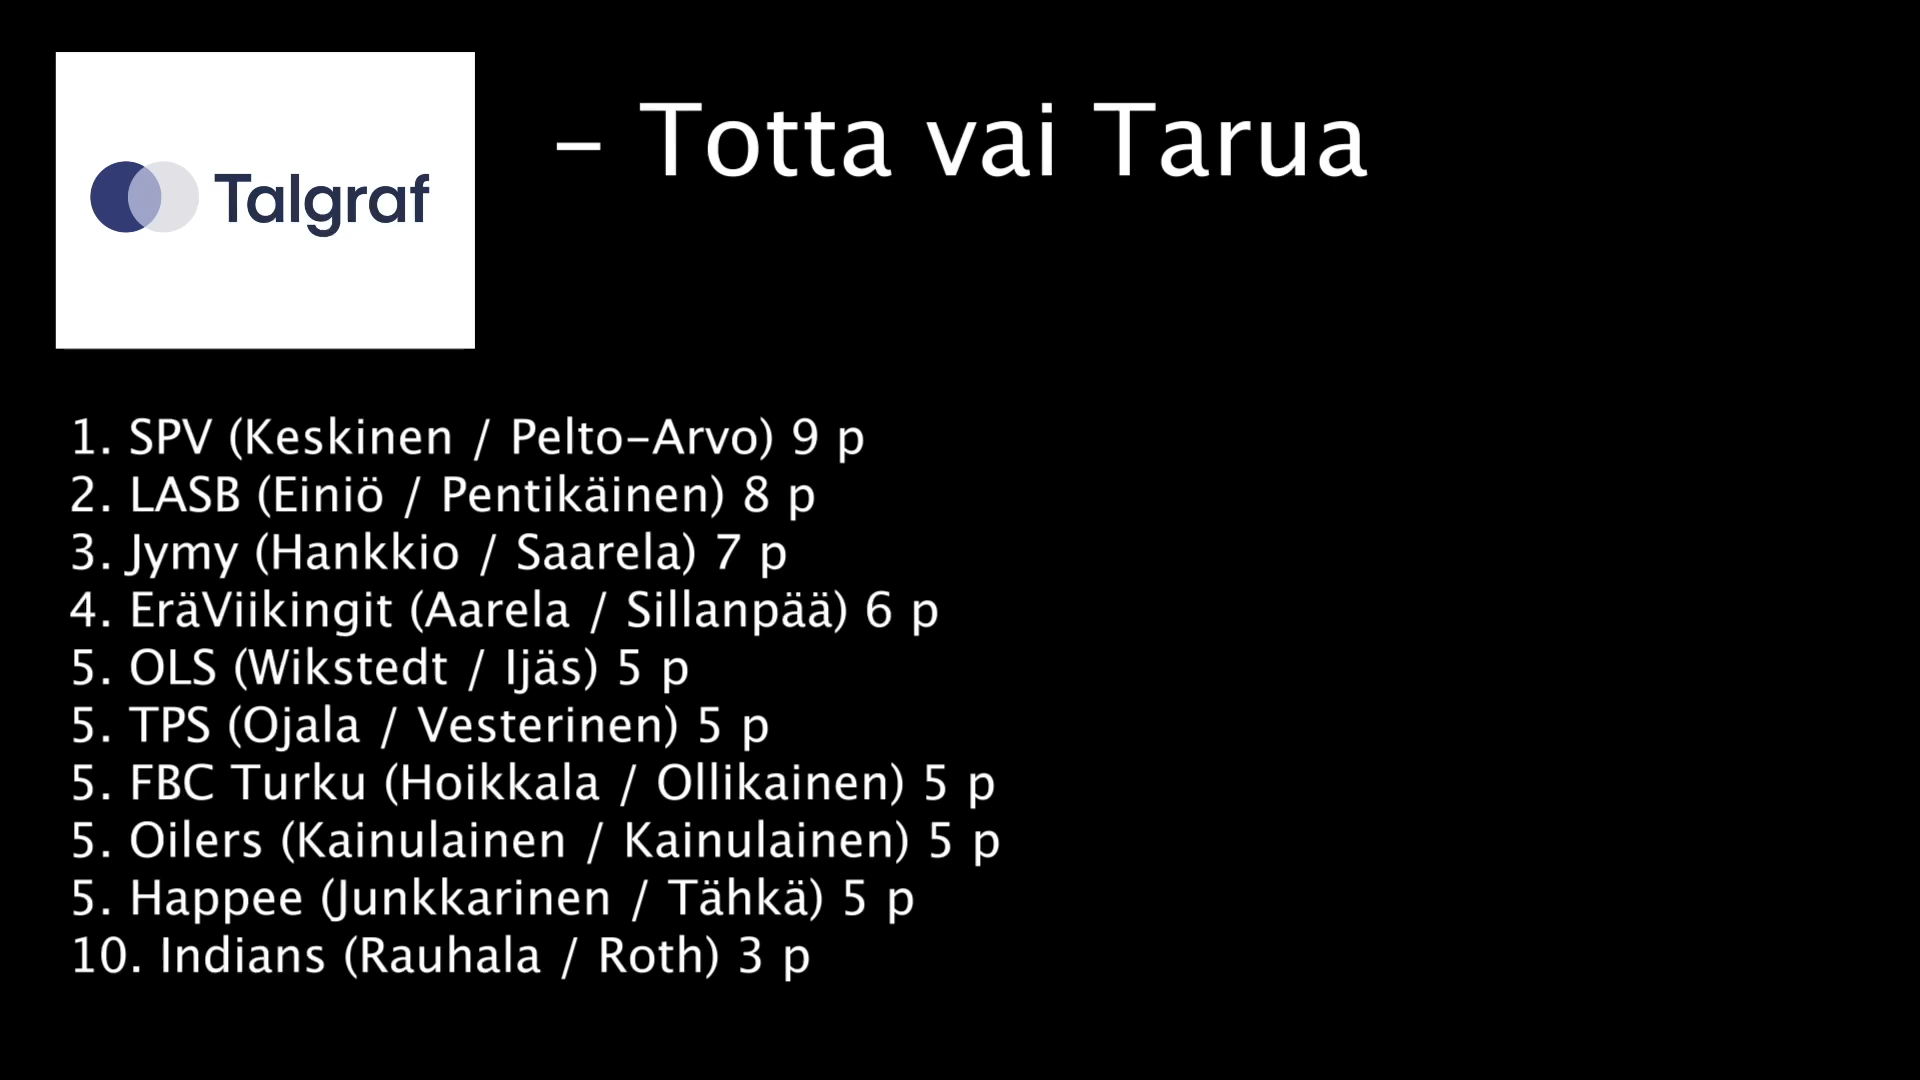 Talgraf
– Totta vai Tarua
1. SPV (Keskinen / Pelto-Arvo) 9 p
2. LASB (Einiö / Pentikäinen) 8 p
3. Jymy (Hankkio / Saarela) 7 p
4. EräViikingit (Aarela / Sillanpää) 6 p
5. OLS (Wikstedt / Ijäs) 5 p
5. TPS (Ojala / Vesterinen) 5 p
5. FBC Turku (Hoikkala / Ollikainen) 5 p
5. Oilers (Kainulainen / Kainulainen) 5 p
5. Happee (Junkkarinen / Tähkä) 5 p
10. Indians (Rauhala / Roth) 3 p